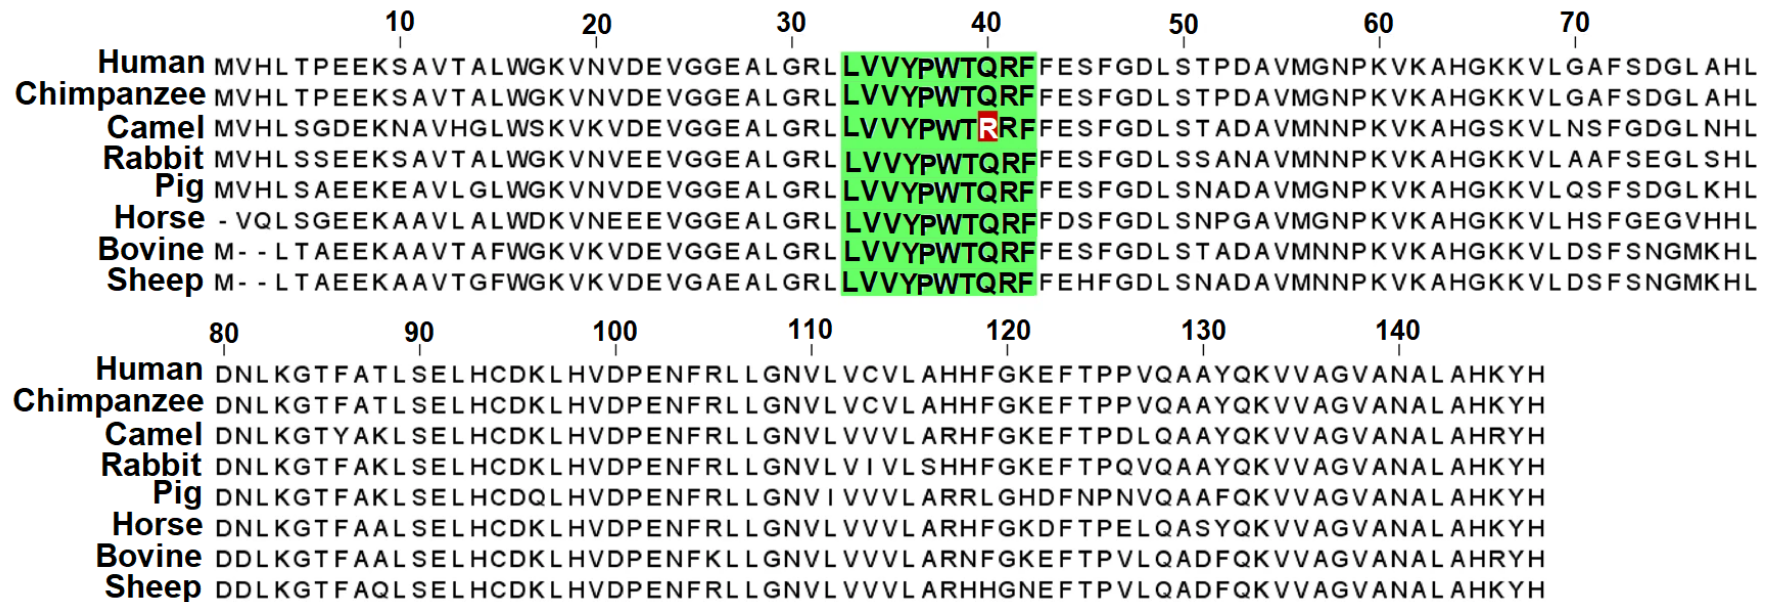 10 20 30 40 50 60 70
Human MVHLTPEEKSAVTALWGKVNVDEVGGEALGRLLVVYPWTQRFFESFGDLSTPDAVMGNPKVKAHGKKVLGAFSDGLAHL
Chimpanzee MVHLTPEEKSAVTALWGKVNVDEVGGEALGRLLVVYPWTQRFFESFGDLSTPDAVMGNPKVKAHGKKVLGAFSDGLAHL
Camel MVHLSGDEKNAVHGLWSKVKVDEVGGEALGRLLVVYPWTRRFFESFGDLSTADAVMNNPKVKAHGSKVLNSFGDGLNHL
Rabbit MVHLSSEEKSAVTALWGKVNVEEVGGEALGRLLVVYPWTQRFFESFGDLSSANAVMNNPKVKAHGKKVLAAFSEGLSHL
Pig MVHLSAEEKEAVLGLWGKVNVDEVGGEALGRLLVVYPWTQRFFESFGDLSNADAVMGNPKVKAHGKKVLQSFSDGLKHL
Horse -VQLSGEEKAAVLALWDKVNEEEVGGEALGRLLVVYPWTQRFFDSFGDLSNPGAVMGNPKVKAHGKKVLHSFGEGVHHL
Bovine M--LTAEEKAAVTAFWGKVKVDEVGGEALGRLLVVYPWTQRFFESFGDLSTADAVMNNPKVKAHGKKVLDSFSNGMKHL
Sheep M--LTAEEKAAVTGFWGKVKVDEVGAEALGRLLVVYPWTQRFFEHFGDLSNADAVMNNPKVKAHGKKVLDSFSNGMKHL
80 90 100 110 120 130 140
Human DNLKGTFATLSELHCDKLHVDPENFRLLGNVLVCVLAHHFGKEFTPPVQAAYQKVVAGVANALAHKYH
Chimpanzee DNLKGTFATLSELHCDKLHVDPENFRLLGNVLVCVLAHHFGKEFTPPVQAAYQKVVAGVANALAHKYH
Camel DNLKGTYAKLSELHCDKLHVDPENFRLLGNVLVVVLARHFGKEFTPDLQAAYQKVVAGVANALAHRYH
Rabbit DNLKGTFAKLSELHCDKLHVDPENFRLLGNVLVIVLSHHFGKEFTPQVQAAYQKVVAGVANALAHKYH
Pig DNLKGTFAKLSELHCDQLHVDPENFRLLGNVIVVVLARRLGHDFNPNVQAAFQKVVAGVANALAHKYH
Horse DNLKGTFAALSELHCDKLHVDPENFRLLGNVLVVVLARHFGKDFTPELQASYQKVVAGVANALAHKYH
Bovine DDLKGTFAALSELHCDKLHVDPENFKLLGNVLVVVLARNFGKEFTPVLQADFQKVVAGVANALAHRYH
Sheep DDLKGTFAQLSELHCDKLHVDPENFRLLGNVLVVVLARHHGNEFTPVLQADFQKVVAGVANALAHKYH